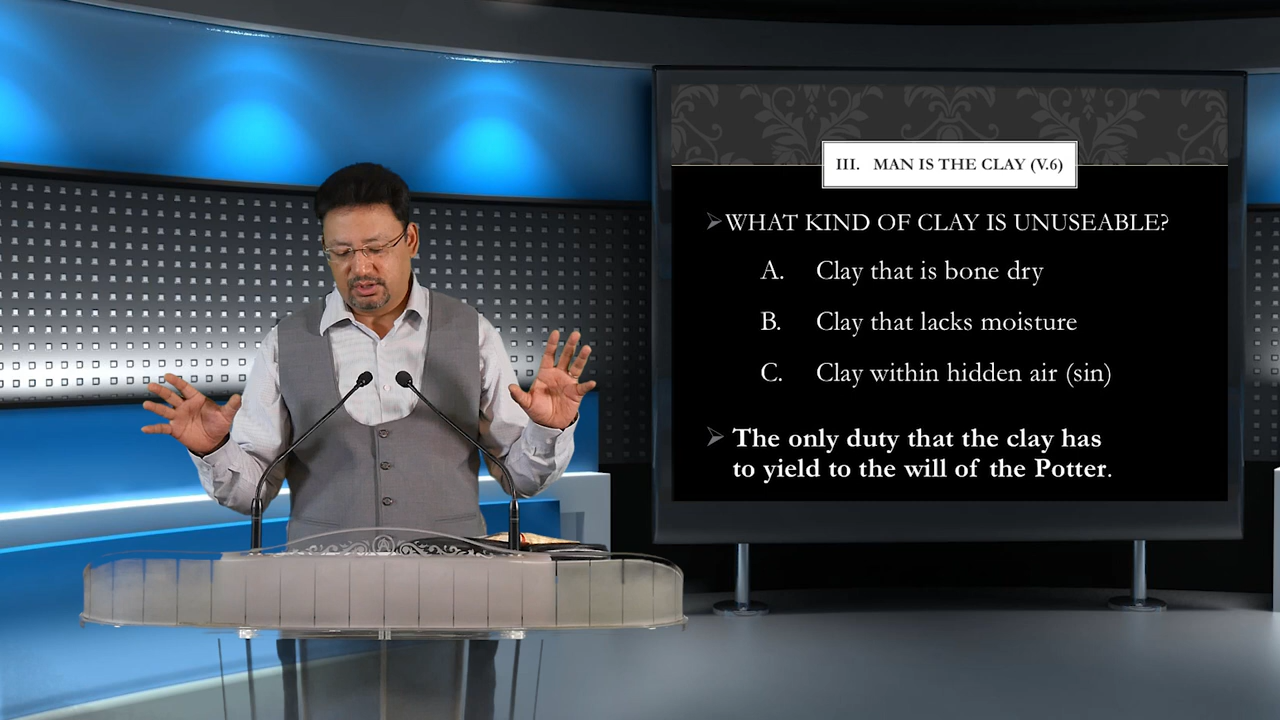 III. MAN IS THE CLAY (V.6)
➢WHAT KIND OF CLAY IS UNUSEABLE?
A. Clay that is bone dry
B. Clay that lacks moisture
C. Clay within hidden air (sin)
➢ The only duty that the clay has
to yield to the will of the Potter.